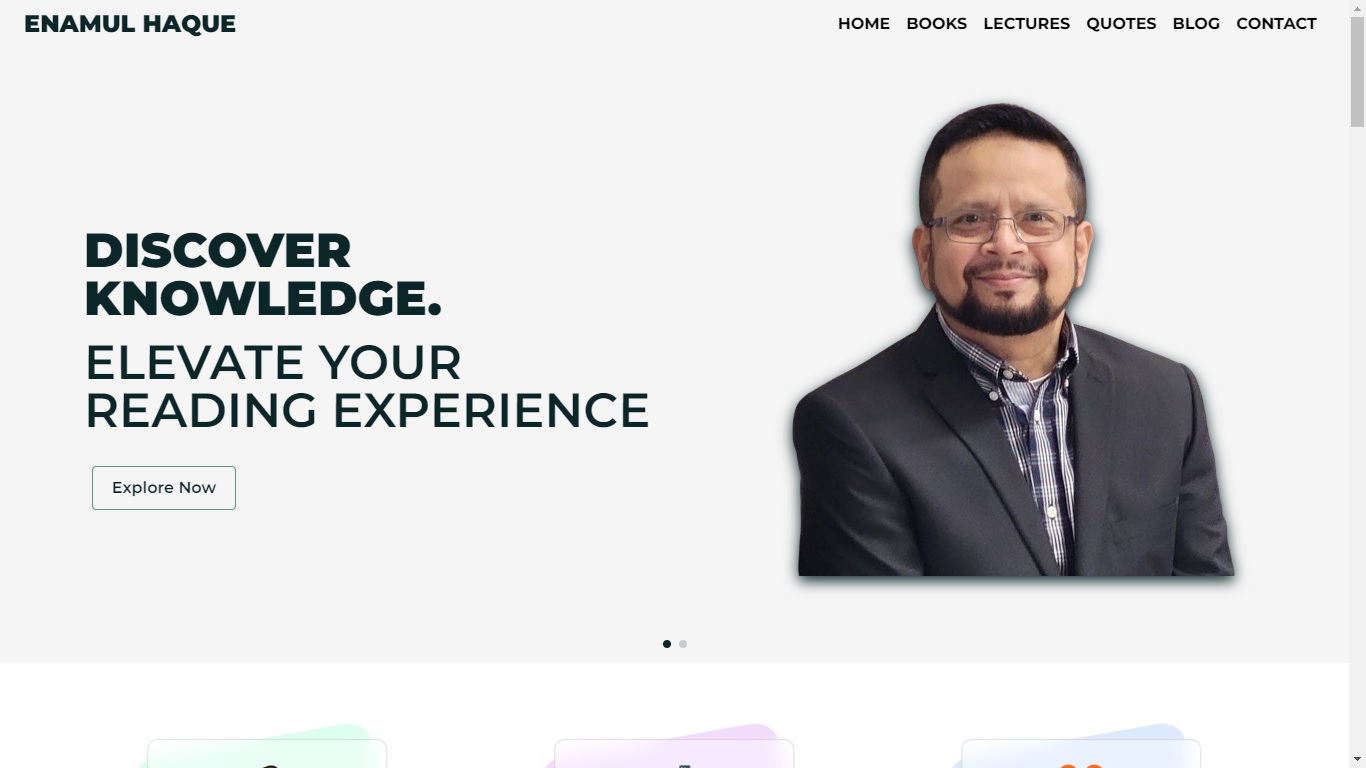 ENAMUL HAQUE
HOME BOOKS LECTURES QUOTES BLOG CONTACT
DISCOVER
KNOWLEDGE.
ELEVATE YOUR
READING EXPERIENCE
Explore Now